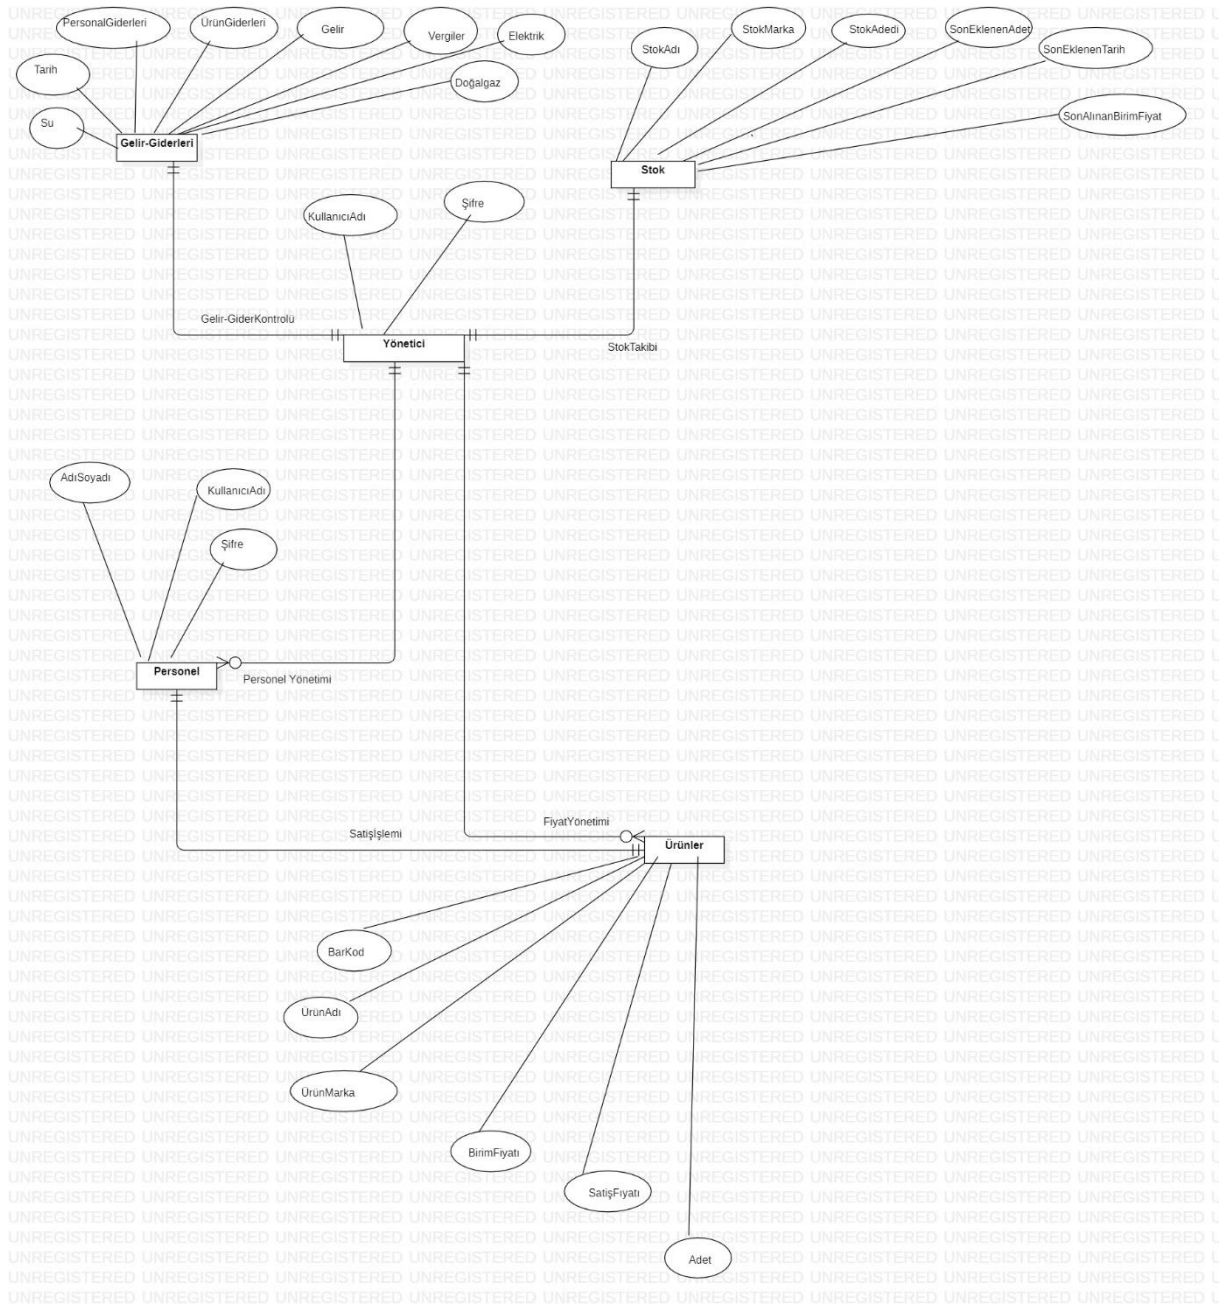 PersonalGiderleri
ÜrünGiderleri
Gelir
Vergiler
Elektrik
Tarih
Doğalgaz
Su
Gelir-Giderleri
StokAdı
StokMarka
StokAdedi
SonEklenenAdet
SonEklenenTarih
SonAlınanBirimFiyat
Stok
KullanıcıAdı
Şifre
Gelir-GiderKontrolü
Yönetici
StokTakibi
AdıSoyadı
KullanıcıAdı
Şifre
Personel
Personel Yönetimi
Satışİşlemi
FiyatYönetimi
Ürünler
BarKod
ÜrünAdı
ÜrünMarka
BirimFiyatı
SatışFıyatı
Adet
UNREGISTERED